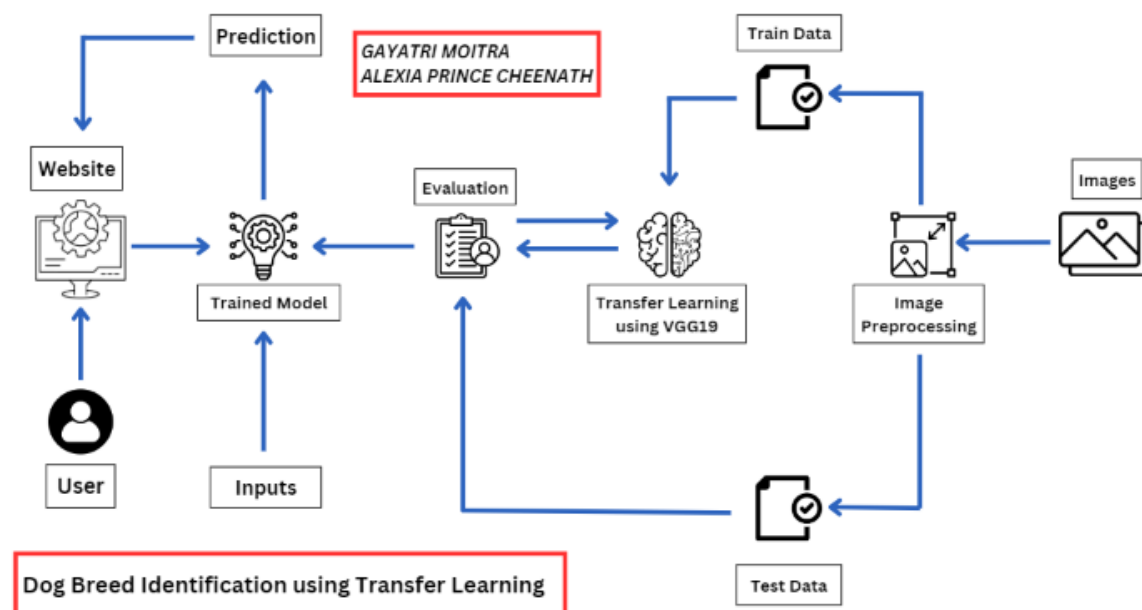 Prediction
GAYATRI MOITRA
ALEXIA PRINCE CHEENATH
Train Data
Website
Evaluation
Images
Trained Model
Transfer Learning
using VGG19
Image
Preprocessing
User
Inputs
Dog Breed Identification using Transfer Learning
Test Data